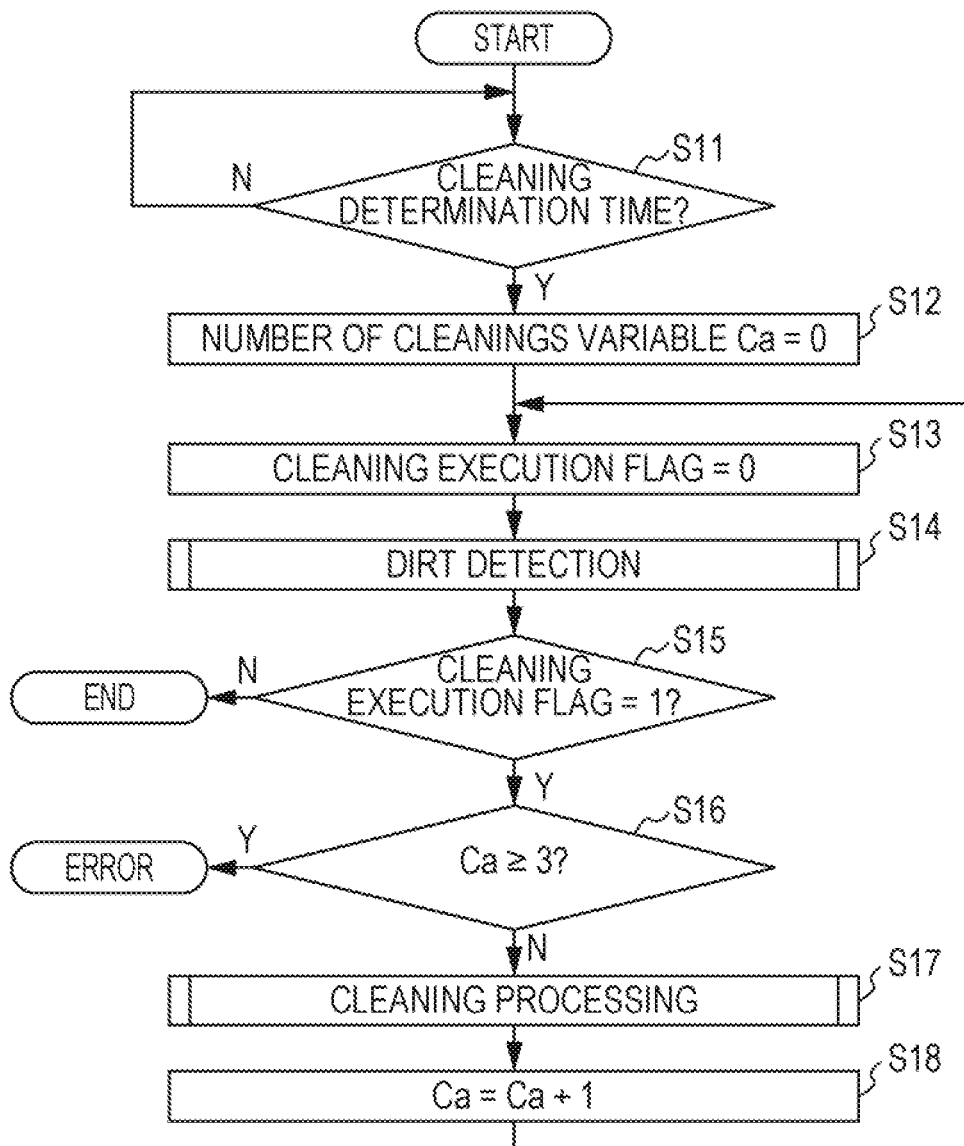 START
S11
N
CLEANING
DETERMINATION TIME?
Y
S12
NUMBER OF CLEANINGS VARIABLE Ca = 0
S13
CLEANING EXECUTION FLAG = 0
S14
DIRT DETECTION
S15
N
CLEANING
EXECUTION FLAG = 1?
END
Y
S16
Y
Ca ≥ 3?
ERROR
N
S17
CLEANING PROCESSING
S18
Ca = Ca + 1